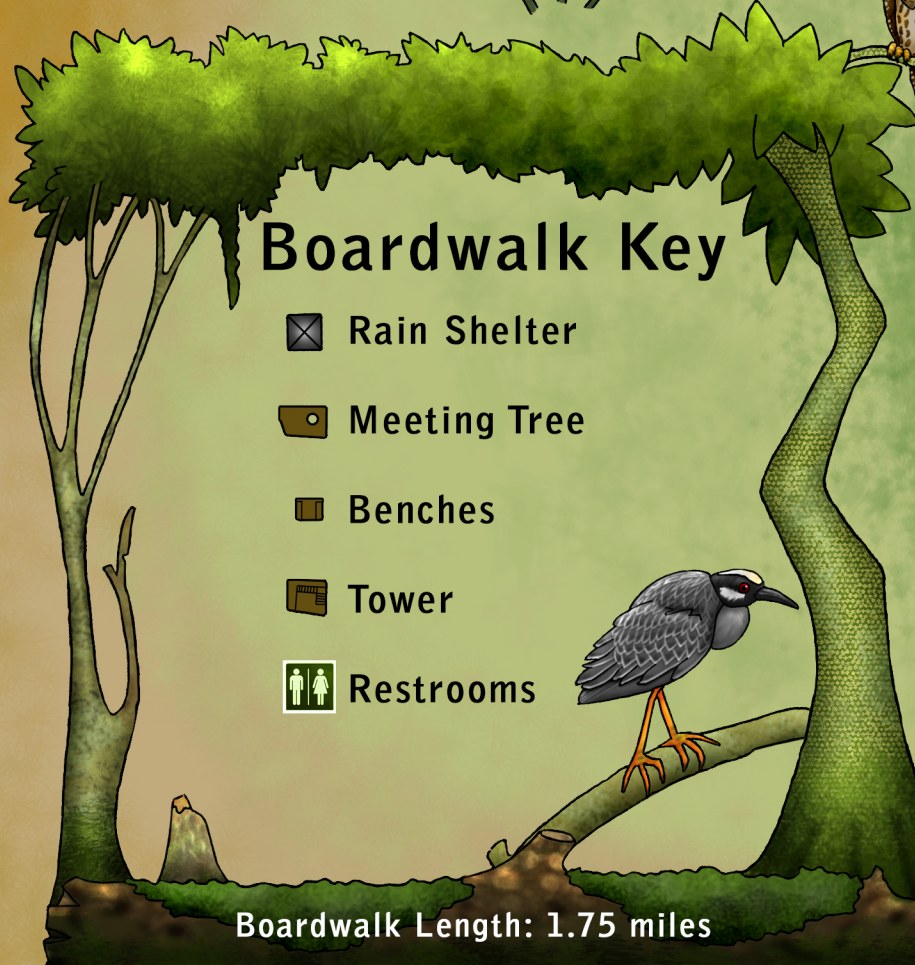 Boardwalk Key
Rain Shelter
Meeting Tree
Benches
Tower
Restrooms
Boardwalk Length: 1.75 miles